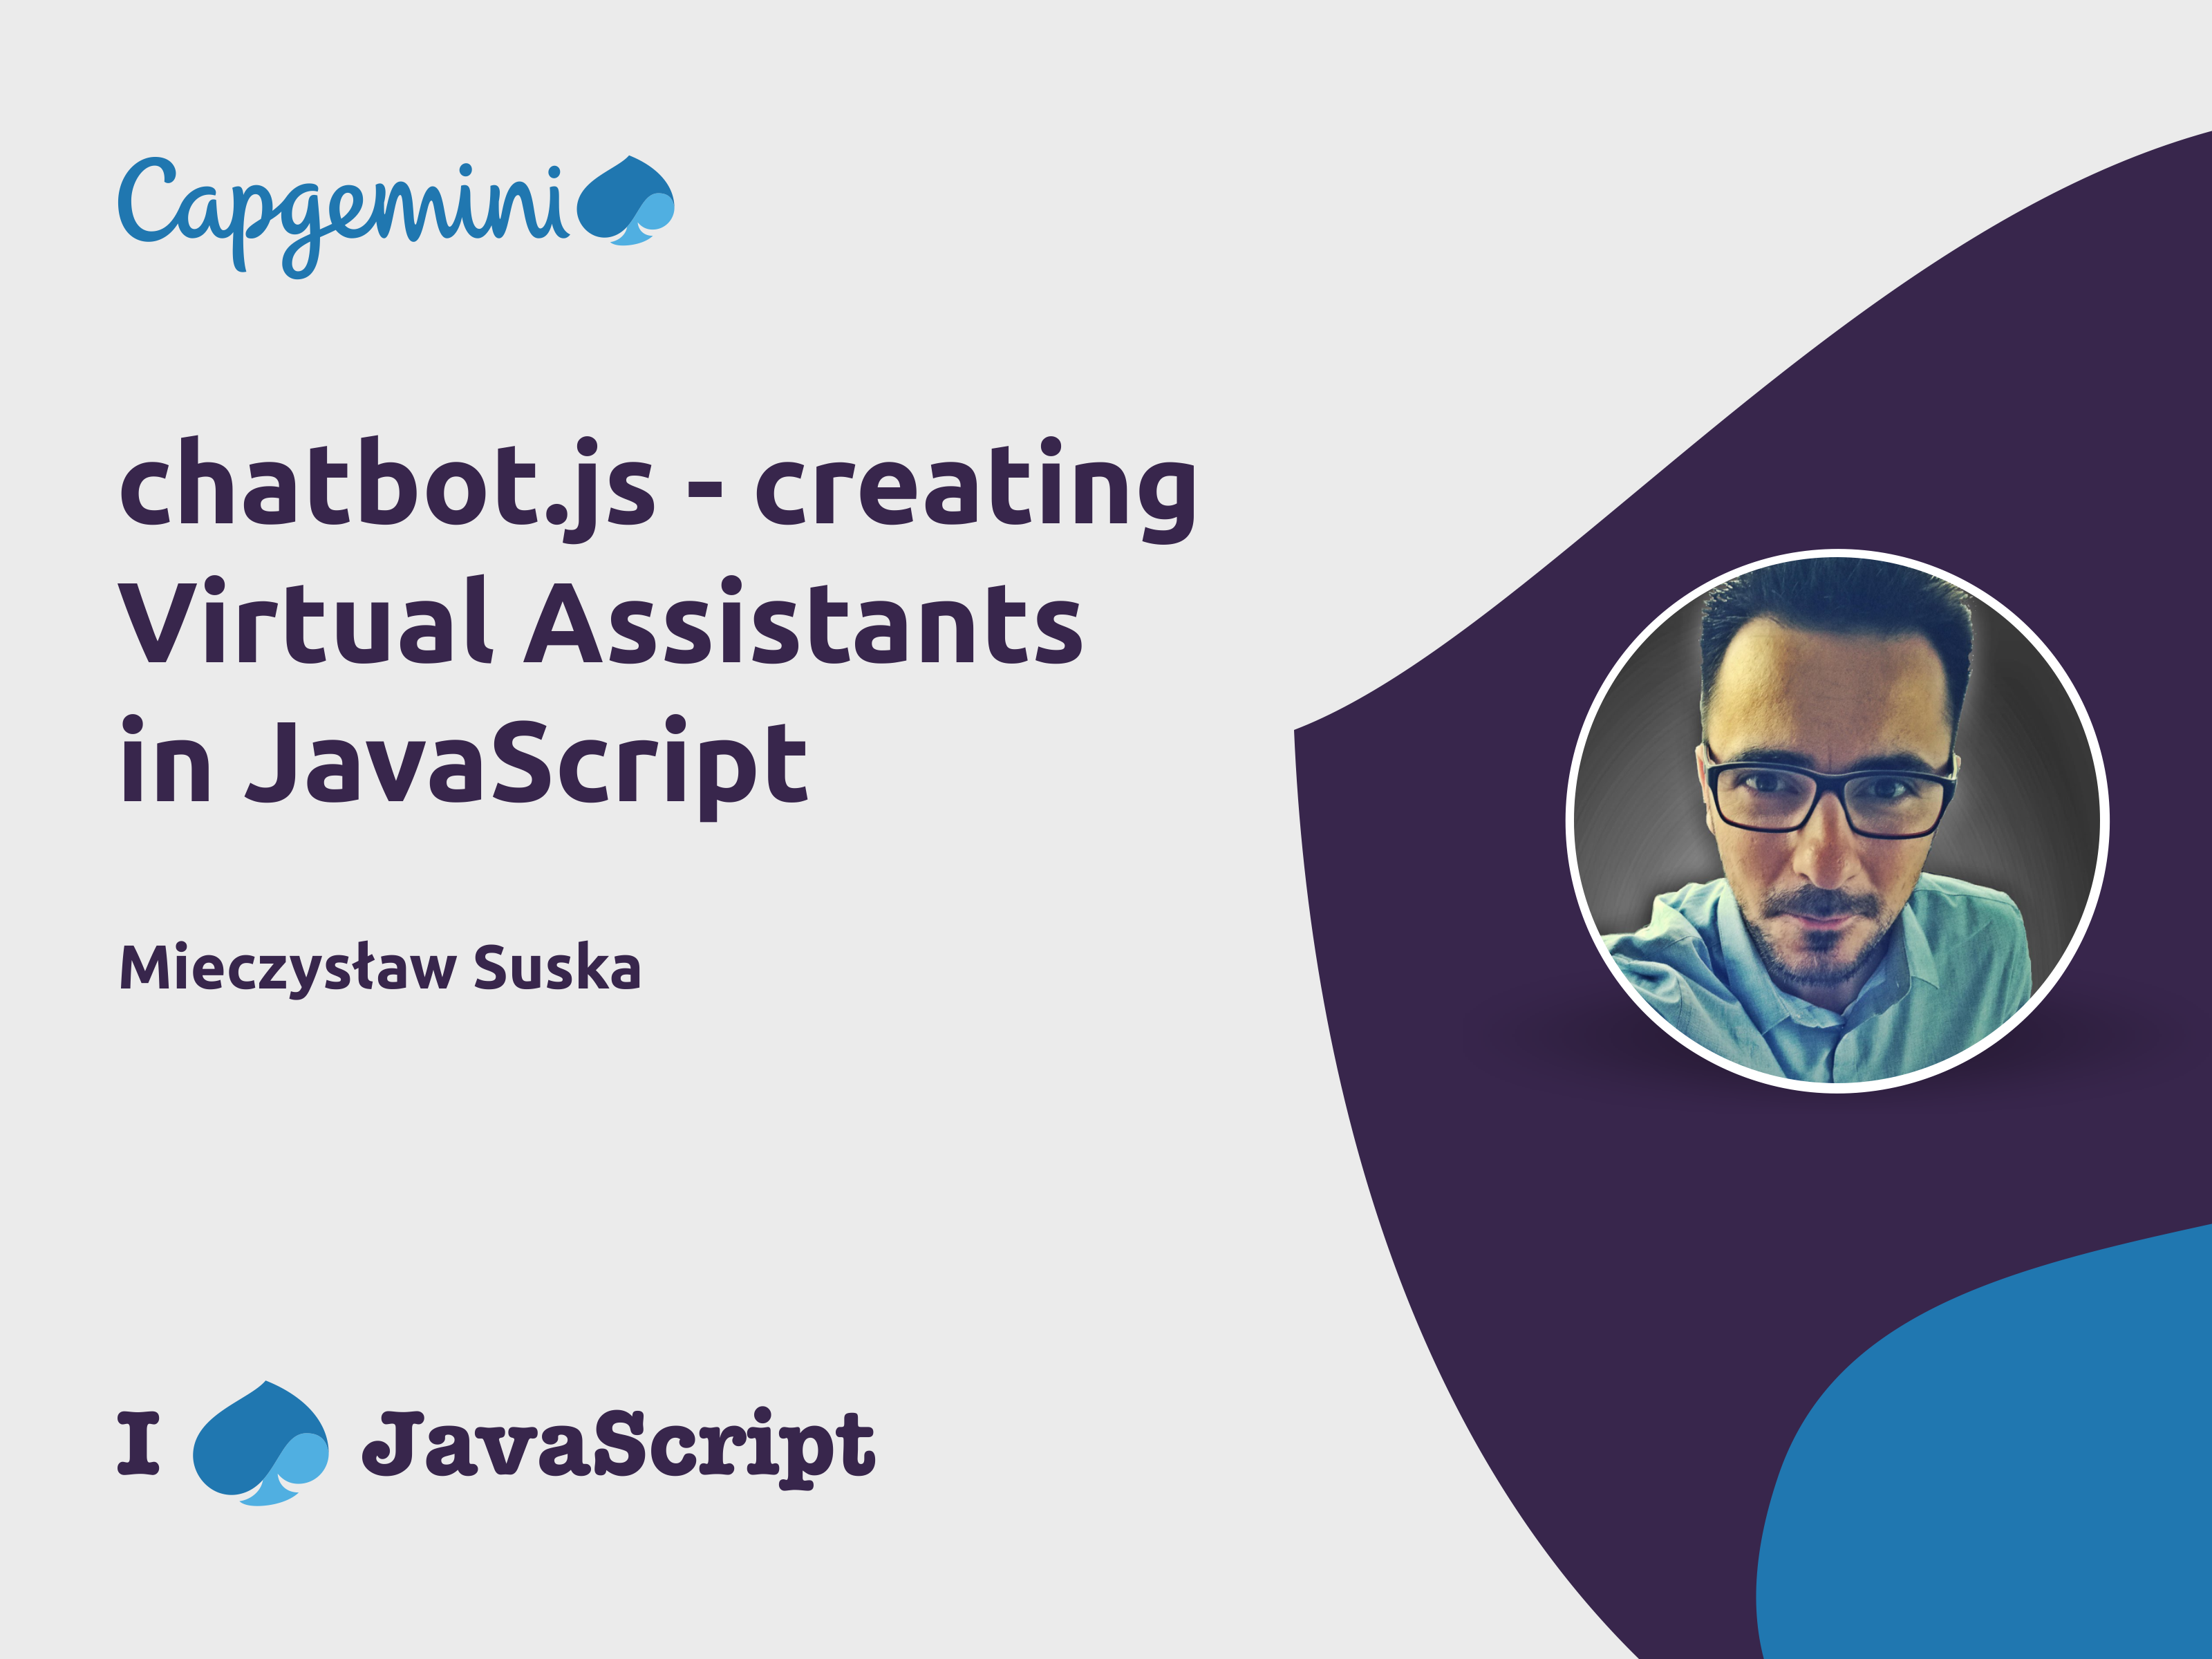 Capgemini
chatbot.js - creating
Virtual Assistants
in JavaScript
Mieczysław Suska
I JavaScript